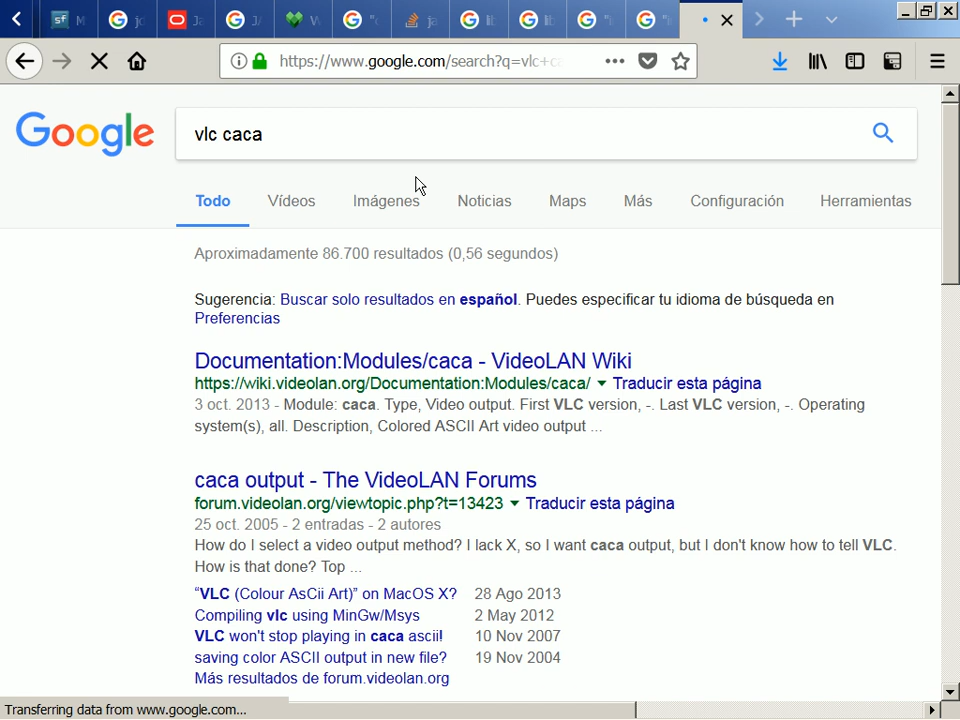 https://www.google.com/search?q=vlc+ca
Google
vlc caca
Todo Vídeos Imágenes Noticias Maps Más Configuración Herramientas
Aproximadamente 86.700 resultados (0,56 segundos)
Sugerencia: Buscar solo resultados en español. Puedes especificar tu idioma de búsqueda en
Preferencias
Documentation:Modules/caca - VideoLAN Wiki
https://wiki.videolan.org/Documentation:Modules/caca/ Traducir esta página
3 oct. 2013 - Module: caca. Type, Video output. First VLC version, -. Last VLC version, -. Operating
system(s), all. Description, Colored ASCII Art video output ...
caca output - The VideoLAN Forums
forum.videolan.org/viewtopic.php?t=13423 Traducir esta página
25 oct. 2005 - 2 entradas - 2 autores
How do I select a video output method? I lack X, so I want caca output, but I don't know how to tell VLC.
How is that done? Top ...
“VLC (Colour AsCii Art)” on MacOS X? 28 Ago 2013
Compiling vlc using MinGw/Msys 2 May 2012
VLC won't stop playing in caca ascii! 10 Nov 2007
saving color ASCII output in new file? 19 Nov 2004
Más resultados de forum.videolan.org
Transferring data from www.google.com...